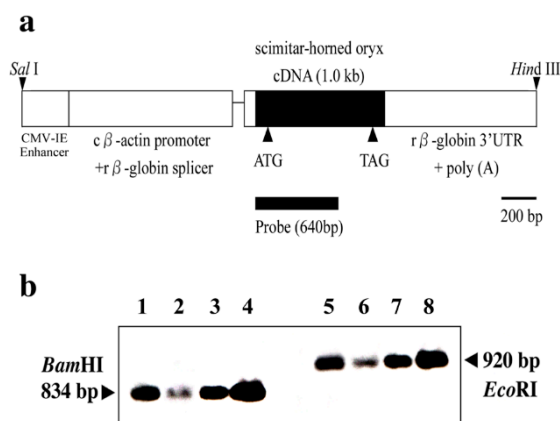 a
scimitar-horned oryx
cDNA (1.0 kb)
Sal I
Hind III
CMV-IE
Enhancer
c β-actin promoter
+r β-globin splicer
ATG
TAG
r β-globin 3'UTR
+ poly (A)
Probe (640bp)
200 bp
b
1 2 3 4 5 6 7 8
BamHI
834 bp
920 bp
EcoRI